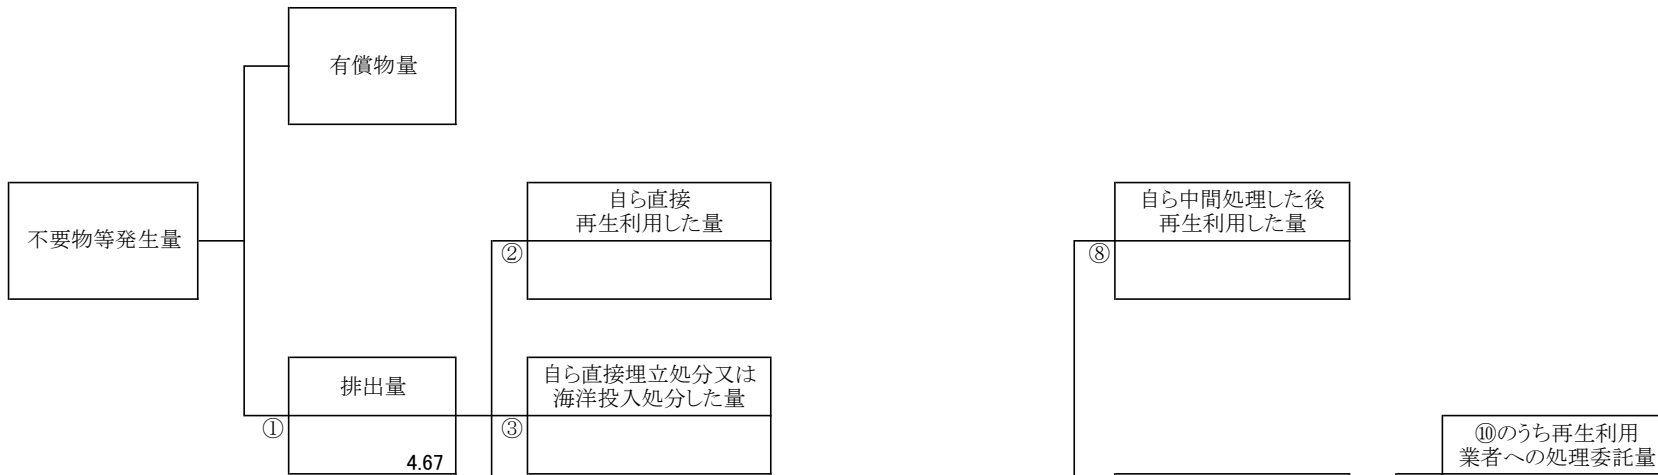 有償物量
不要物等発生量
自ら直接
再生利用した量
②
自ら中間処理した後
再生利用した量
⑧
排出量
①
4.67
自ら直接埋立処分又は
海洋投入処分した量
③
⑩のうち再生利用
業者への処理委託量